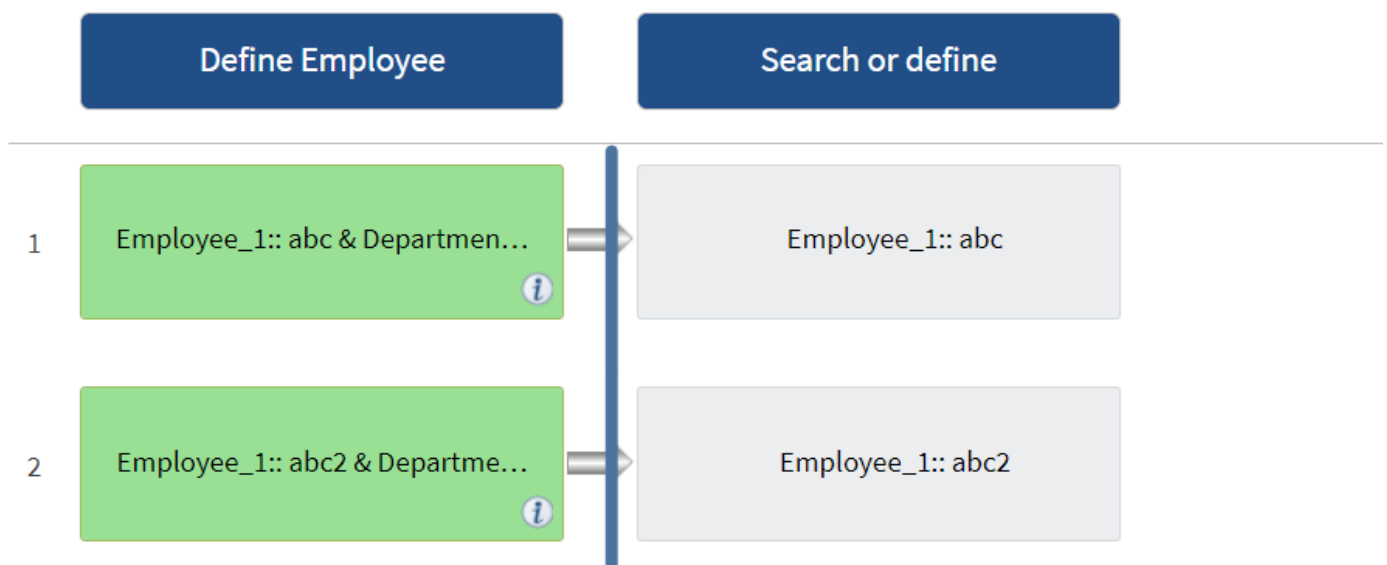 Define Employee
Search or define
1
Employee_1:: abc & Departmen...
Employee_1:: abc
i
2
Employee_1:: abc2 & Departme...
Employee_1:: abc2
i